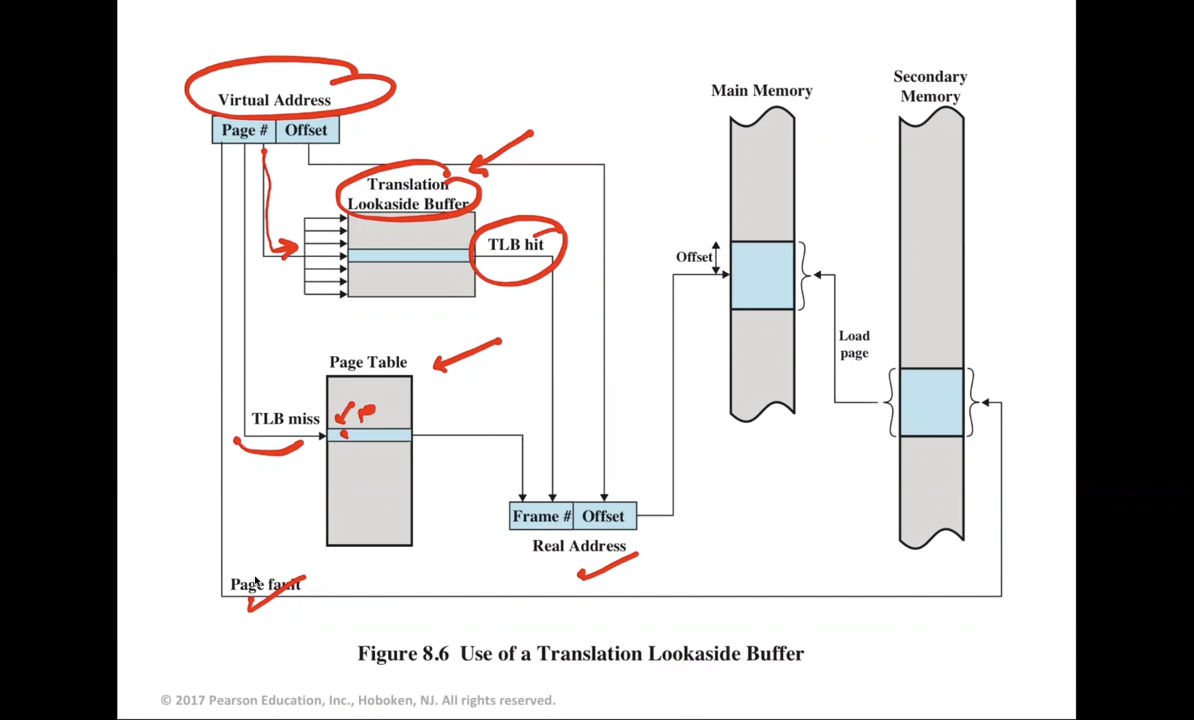 Virtual Address
Page # Offset
Translation
Lookaside Buffer
TLB hit
Page Table
TLB miss
P
Frame # Offset
Real Address
Page fault
Main Memory
Offset
Load
page
Secondary
Memory
Figure 8.6 Use of a Translation Lookaside Buffer
© 2017 Pearson Education, Inc., Hoboken, NJ. All rights reserved.